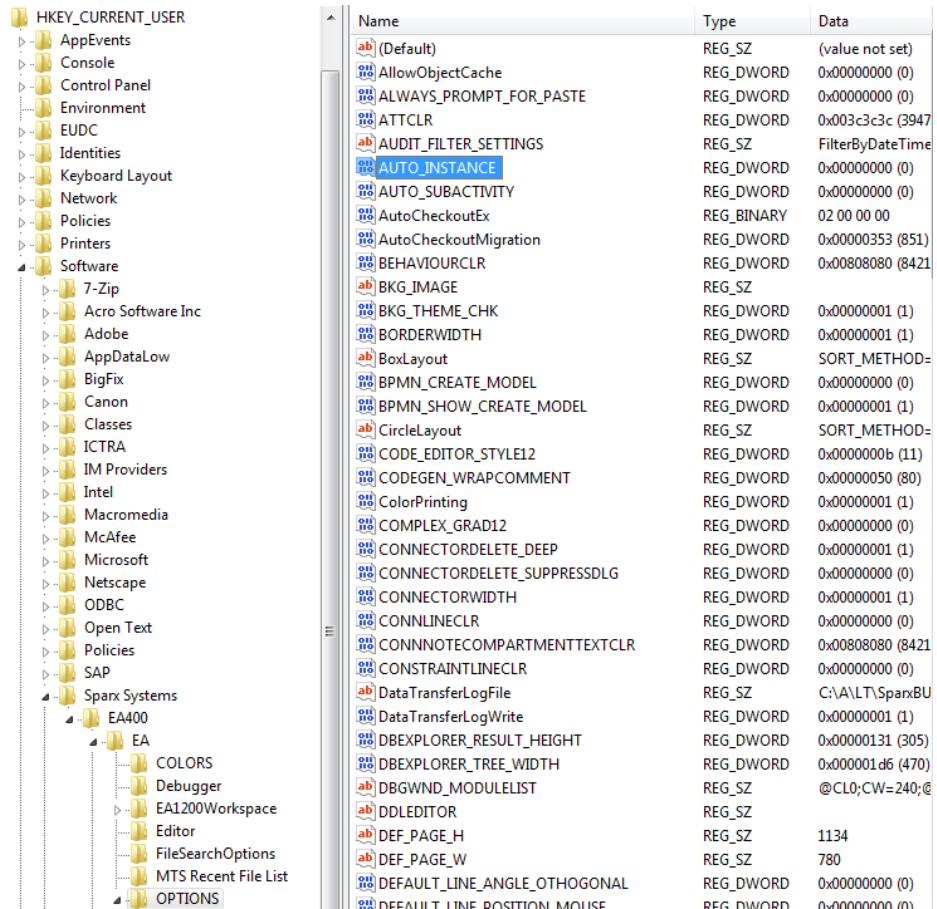 HKEY_CURRENT_USER
AppEvents
Console
Control Panel
Environment
EUDC
Identities
Keyboard Layout
Network
Policies
Printers
Software
7-Zip
Acro Software Inc
Adobe
AppDataLow
BigFix
Canon
Classes
ICTRA
IM Providers
Intel
Macromedia
McAfee
Microsoft
Netscape
ODBC
Open Text
Policies
SAP
Sparx Systems
EA400
EA
COLORS
Debugger
EA1200Workspace
Editor
FileSearchOptions
MTS Recent File List
OPTIONS
Name Type Data
(Default) REG_SZ (value not set)
AllowObjectCache REG_DWORD 0x00000000 (0)
ALWAYS_PROMPT_FOR_PASTE REG_DWORD 0x00000000 (0)
ATTCLR REG_DWORD 0x003c3c3c (3947
AUDIT_FILTER_SETTINGS REG_SZ FilterByDateTime
AUTO_INSTANCE REG_DWORD 0x00000000 (0)
AUTO_SUBACTIVITY REG_DWORD 0x00000000 (0)
AutoCheckoutEx REG_BINARY 02 00 00 00
AutoCheckoutMigration REG_DWORD 0x00000353 (851)
BEHAVIOURCLR REG_DWORD 0x00808080 (8421
BKG_IMAGE REG_SZ
BKG_THEME_CHK REG_DWORD 0x00000001 (1)
BORDERWIDTH REG_DWORD 0x00000001 (1)
BoxLayout REG_SZ SORT_METHOD=
BPMN_CREATE_MODEL REG_DWORD 0x00000000 (0)
BPMN_SHOW_CREATE_MODEL REG_DWORD 0x00000001 (1)
CircleLayout REG_SZ SORT_METHOD=
CODE_EDITOR_STYLE12 REG_DWORD 0x0000000b (11)
CODEGEN_WRAPCOMMENT REG_DWORD 0x00000050 (80)
ColorPrinting REG_DWORD 0x00000001 (1)
COMPLEX_GRAD12 REG_DWORD 0x00000000 (0)
CONNECTORDELETE_DEEP REG_DWORD 0x00000001 (1)
CONNECTORDELETE_SUPPRESSDLG REG_DWORD 0x00000000 (0)
CONNECTORWIDTH REG_DWORD 0x00000001 (1)
CONNLINECLR REG_DWORD 0x00000000 (0)
CONNNOTECOMPARTMENTTEXTCLR REG_DWORD 0x00808080 (8421
CONSTRAINTLINECLR REG_DWORD 0x00000000 (0)
DataTransferLogFile REG_SZ C:\A\LT\SparxBU
DataTransferLogWrite REG_DWORD 0x00000001 (1)
DBEXPLORER_RESULT_HEIGHT REG_DWORD 0x00000131 (305)
DBEXPLORER_TREE_WIDTH REG_DWORD 0x000001d6 (470)
DBGWND_MODULELIST REG_SZ @CL0;CW=240;@
DDLEDITOR REG_SZ
DEF_PAGE_H REG_SZ 1134
DEF_PAGE_W REG_SZ 780
DEFAULT_LINE_ANGLE_OTHOGONAL REG_DWORD 0x00000000 (0)
DEFAULT_LINE_POSITION_MOUSE REG_DWORD 0x00000000 (0)